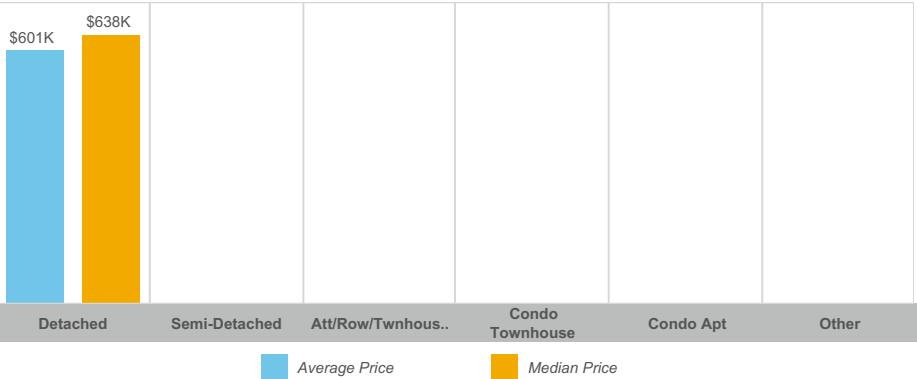 $601K
$638K
Detached
Semi-Detached
Att/Row/Twnhous..
Condo
Townhouse
Condo Apt
Other
Average Price
Median Price